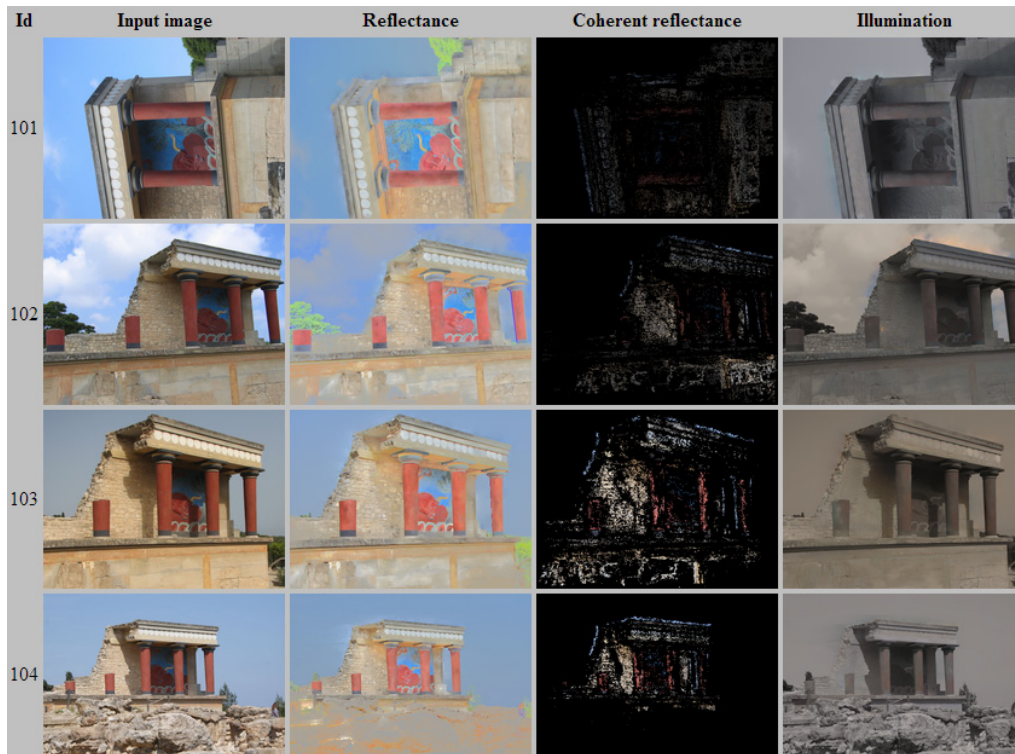 Id Input image Reflectance Coherent reflectance Illumination
101
102
103
104